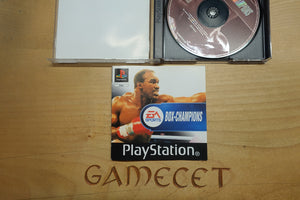 EA SPORTS
BOX-CHAMPIONS
PlayStation
GAMECET